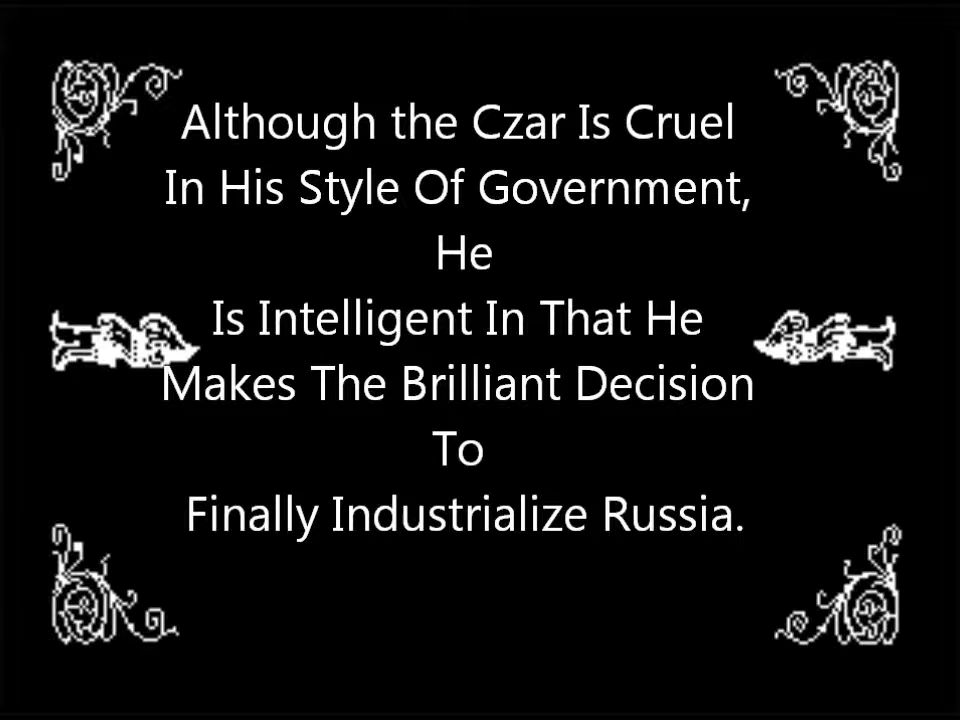 Although the Czar Is Cruel
In His Style Of Government,
He
Is Intelligent In That He
Makes The Brilliant Decision
To
Finally Industrialize Russia.